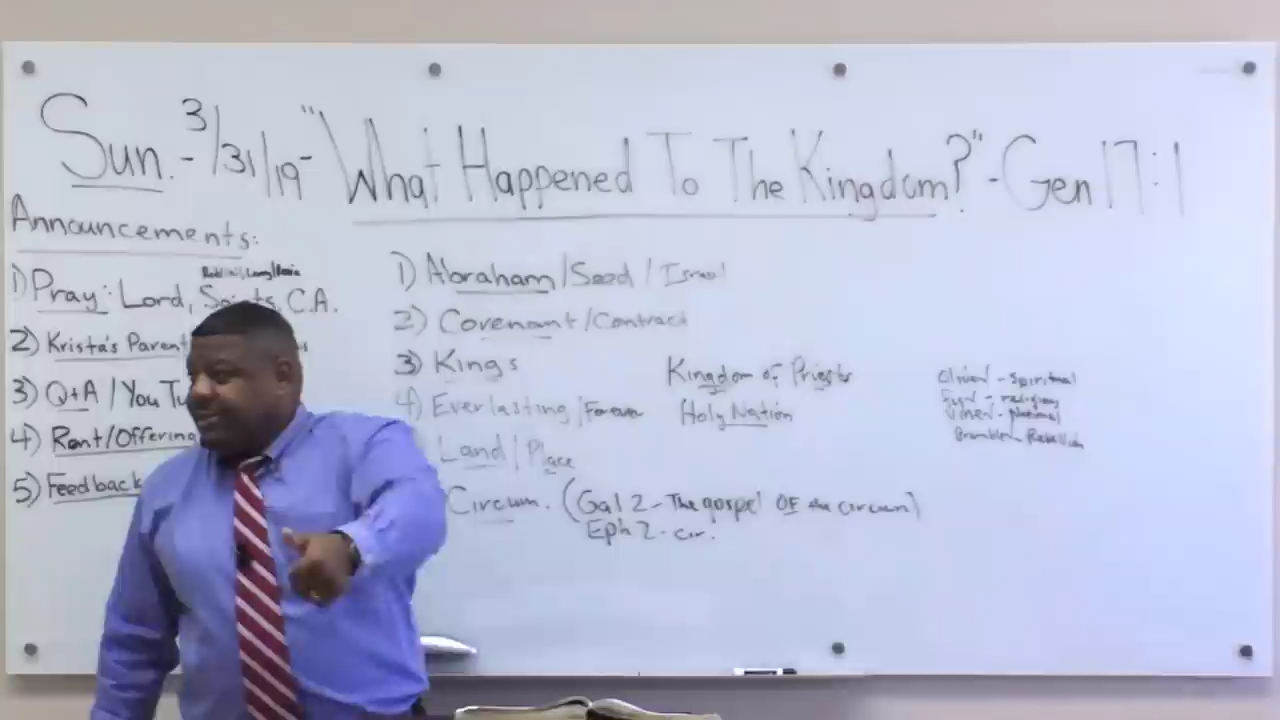 Sun. - 3/31/19 - "What Happened To The Kingdom?" - Gen 17:1
Announcements:
1) Pray: Lord, Saints, C.A.
2) Krista's Parent
3) Q+A / You Tu
4) Rent/Offering
5) Feedback
1) Abraham/Seed/Israel
2) Covenant/Contract
3) Kings
4) Everlasting/Forever
Land/Place
Circum. (Gal 2 - The gospel OF the circum)
Eph 2 - cir.
Kingdom of Priests
Holy Nation
Olive - spiritual
- religious
- physical
Bramble - Rebellion